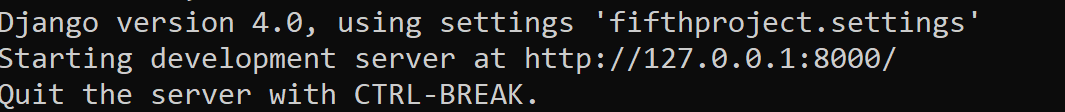 Django version 4.0, using settings 'fifthproject.settings'
Starting development server at http://127.0.0.1:8000/
Quit the server with CTRL-BREAK.